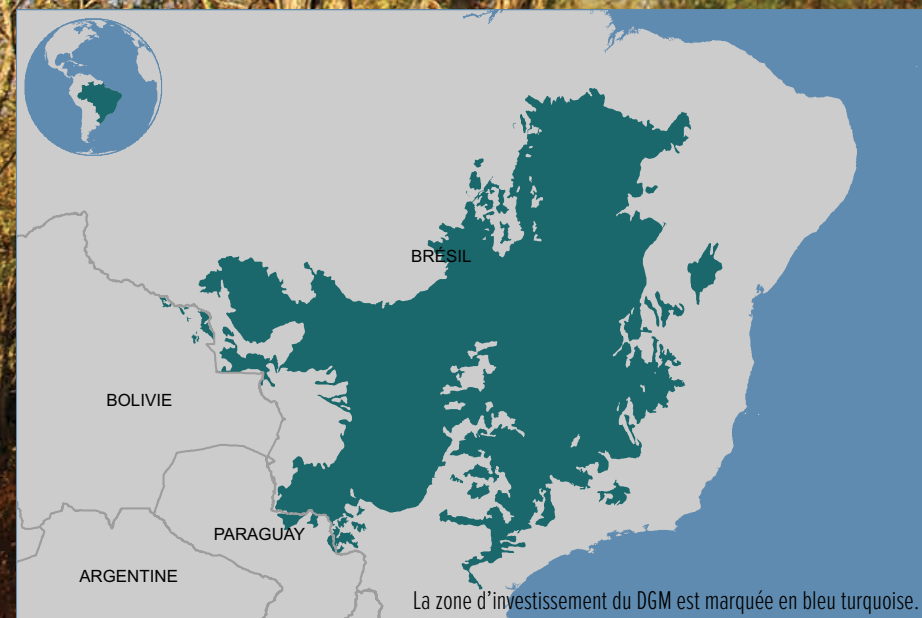 BRÉSIL
BOLIVIE
PARAGUAY
ARGENTINE
La zone d'investissement du DGM est marquée en bleu turquoise.